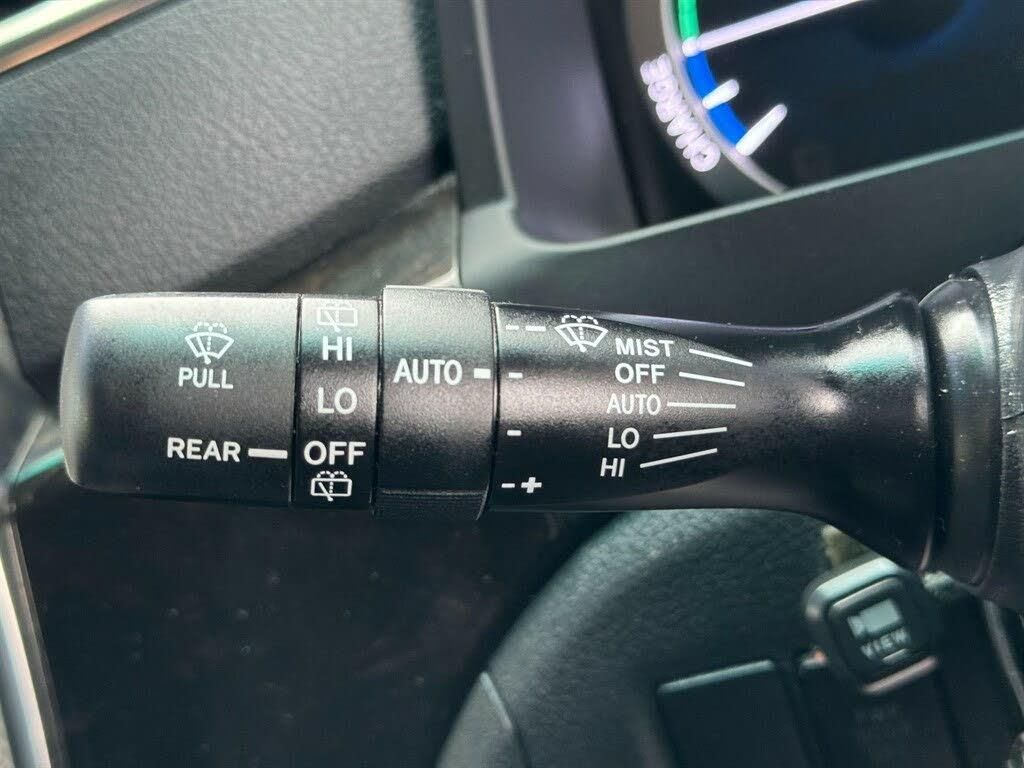 CHARGE
PULL
REAR
HI
LO
OFF
AUTO
- -
-
-
- +
MIST
OFF
AUTO
LO
HI
VIEW